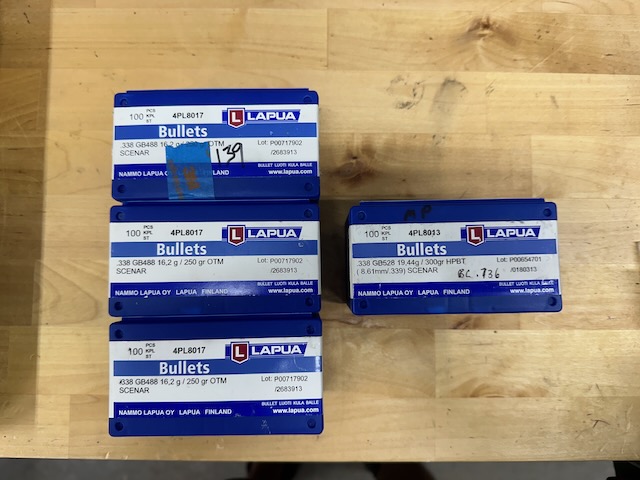 100 PCS KPL ST 4PL8017 L LAPUA
Bullets
.338 GB488 16,2 g / 250 gr OTM
SCENAR
139
Lot: P00717902
/2683913
BULLET LUOTI KULA BALLE
NAMMO LAPUA OY FINLAND
www.lapua.com
100 PCS KPL ST 4PL8017 L LAPUA
Bullets
.338 GB488 16,2 g / 250 gr OTM
SCENAR
Lot: P00717902
/2683913
BULLET LUOTI KULA BALLE
NAMMO LAPUA OY LAPUA FINLAND
www.lapua.com
100 PCS KPL ST 4PL8017 L LAPUA
Bullets
.338 GB488 16,2 g / 250 gr OTM
SCENAR
Lot: P00717902
/2683913
BULLET LUOTI KULA BALLE
NAMMO LAPUA OY LAPUA FINLAND
www.lapua.com
MP
100 PCS KPL ST 4PL8013 L LAPUA
Bullets
.338 GB528 19,44g / 300gr HPBT
( 8.61mm/.339) SCENAR
Lot: P00654701
/0180313
BC .736
BULLET LUOTI KULA BALLE
NAMMO LAPUA OY LAPUA FINLAND
www.lapua.com